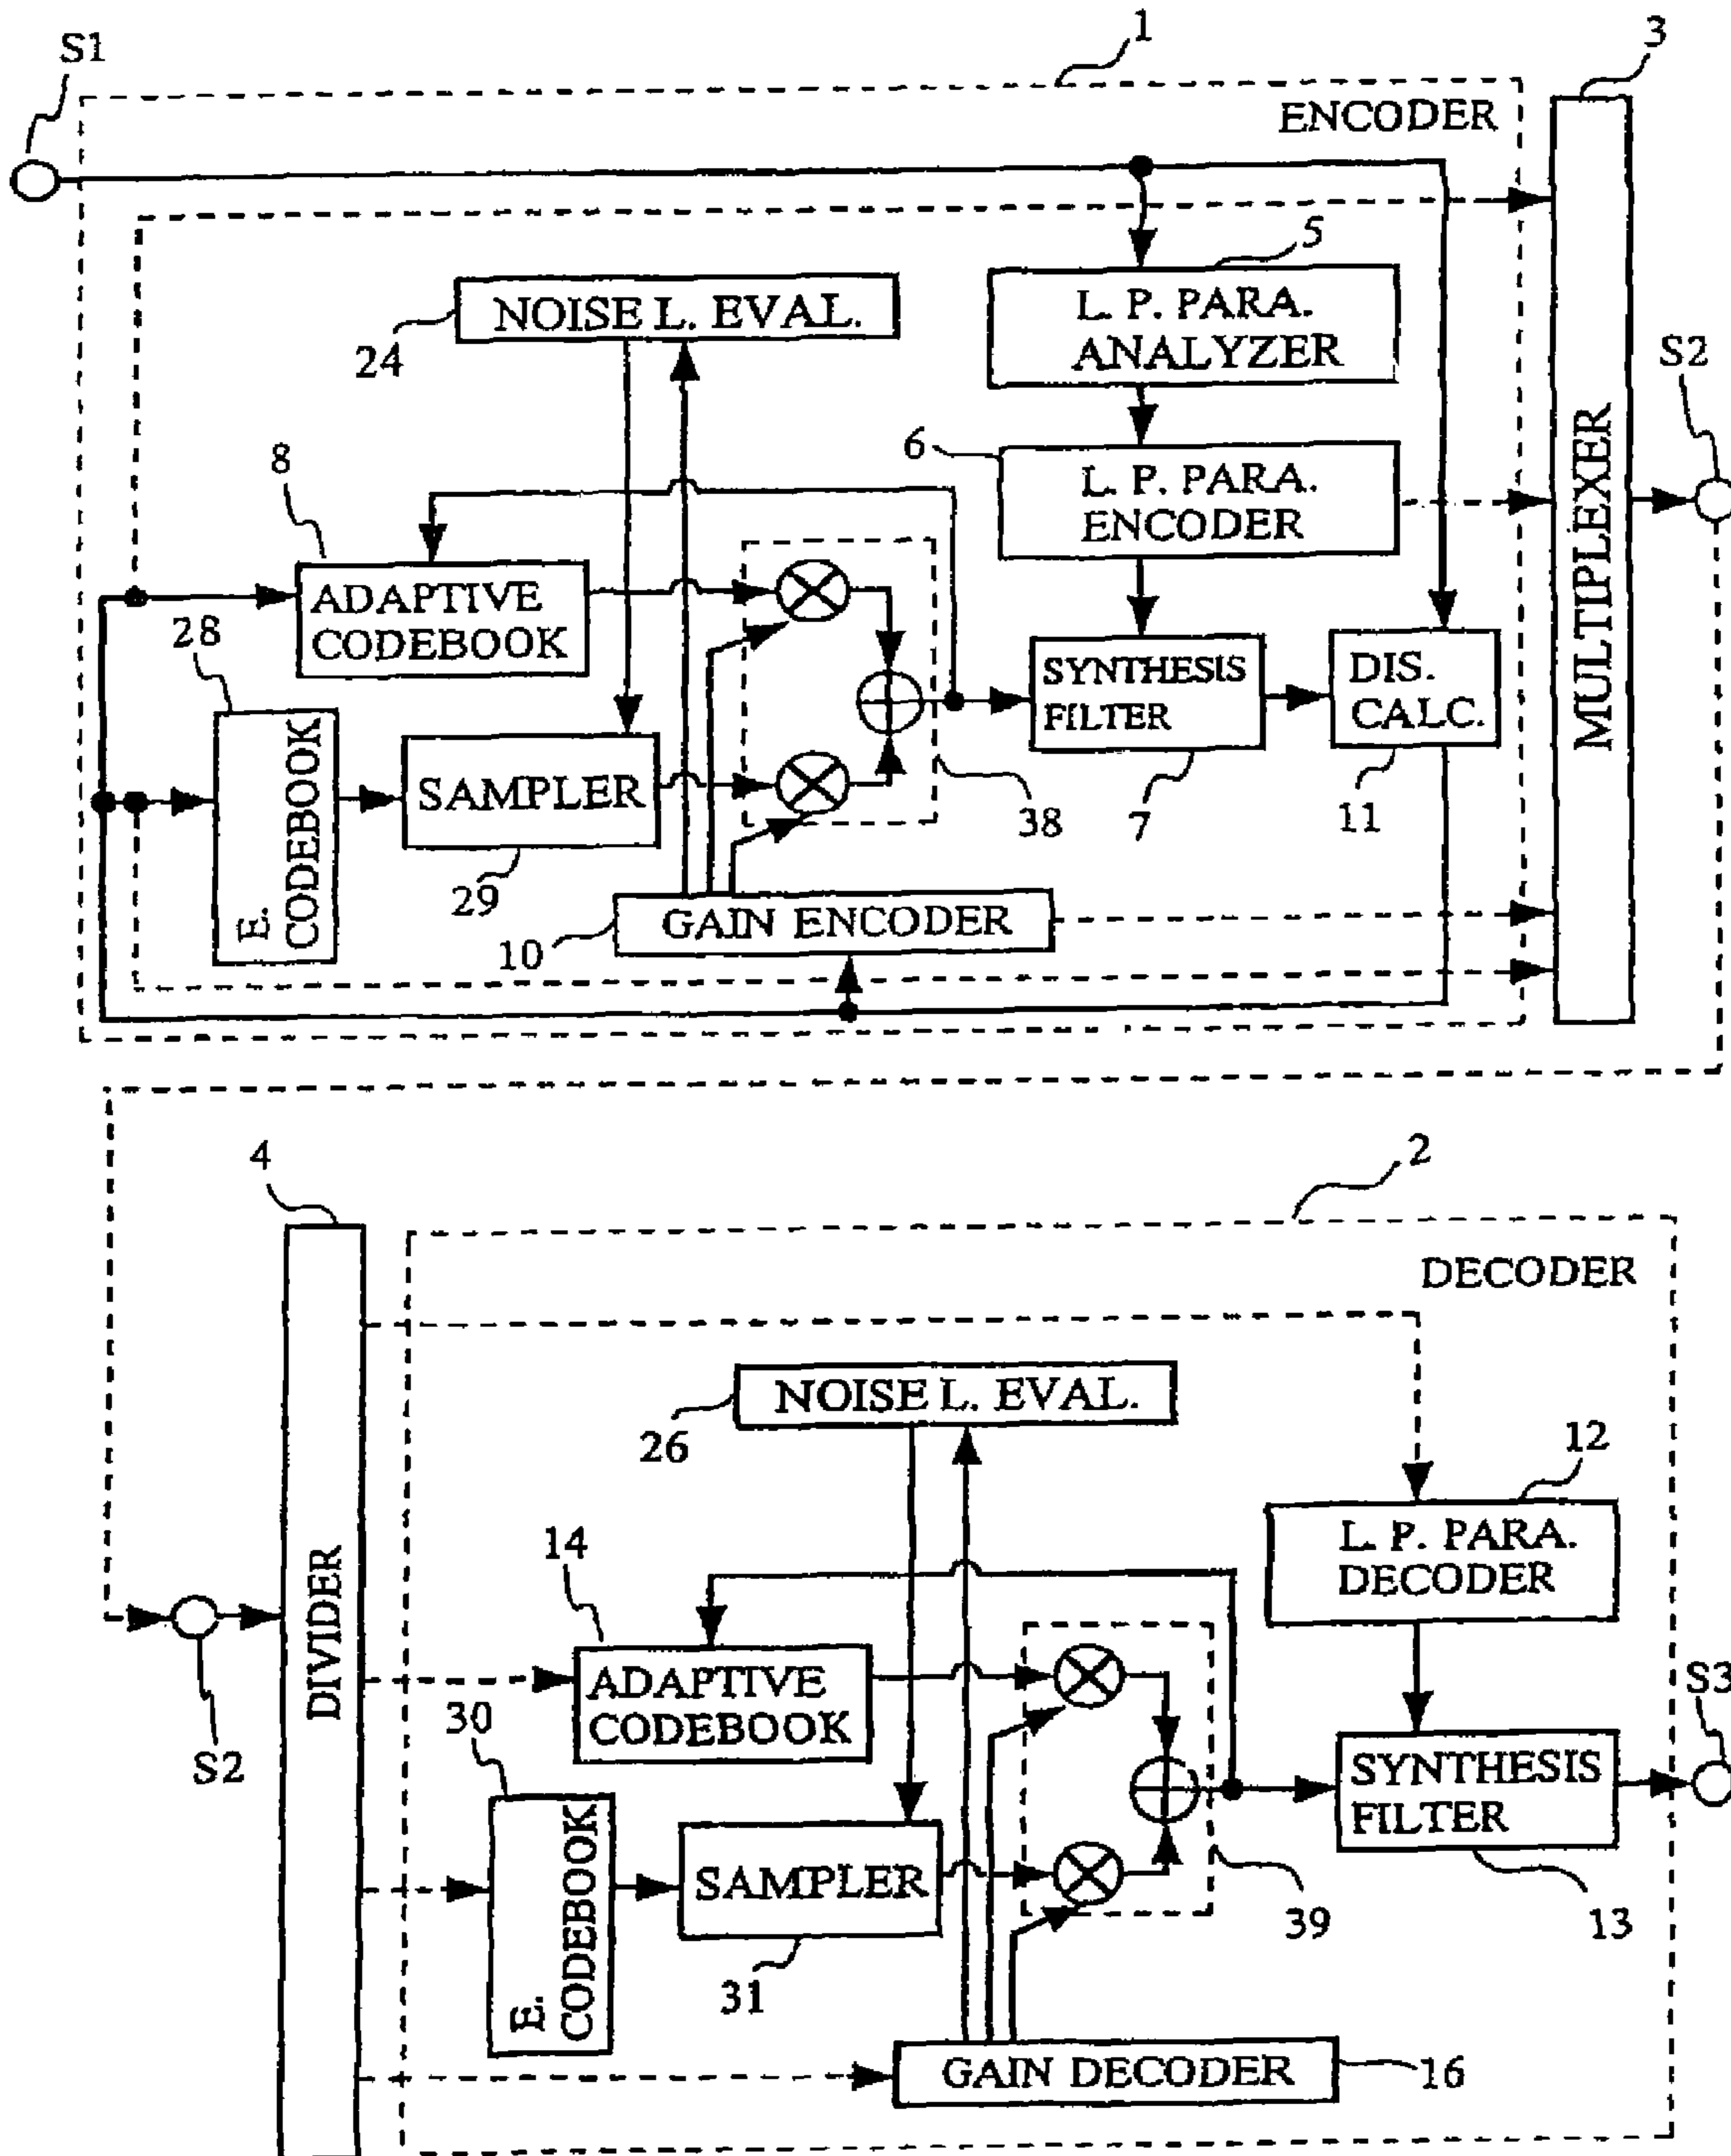 1
3
S1
ENCODER
5
NOISE L. EVAL.
24
L. P. PARA.
ANALYZER
S2
8
6
L. P. PARA.
ENCODER
MULTIPLEXER
ADAPTIVE
CODEBOOK
28
SYNTHESIS
FILTER
DIS.
CALC.
E.
CODEBOOK
SAMPLER
38
7
11
29
GAIN ENCODER
10
4
2
DECODER
NOISE L. EVAL.
26
12
L. P. PARA.
DECODER
14
DIVIDER
ADAPTIVE
CODEBOOK
S3
30
S2
SYNTHESIS
FILTER
E.
CODEBOOK
SAMPLER
39
13
31
GAIN DECODER
16